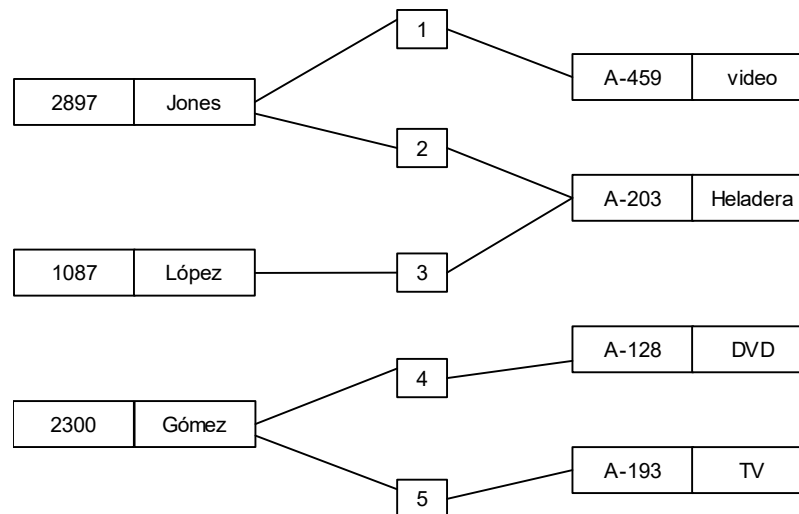 1
A-459 video
2897 Jones
2
A-203 Heladera
1087 López
3
A-128 DVD
4
2300 Gómez
A-193 TV
5